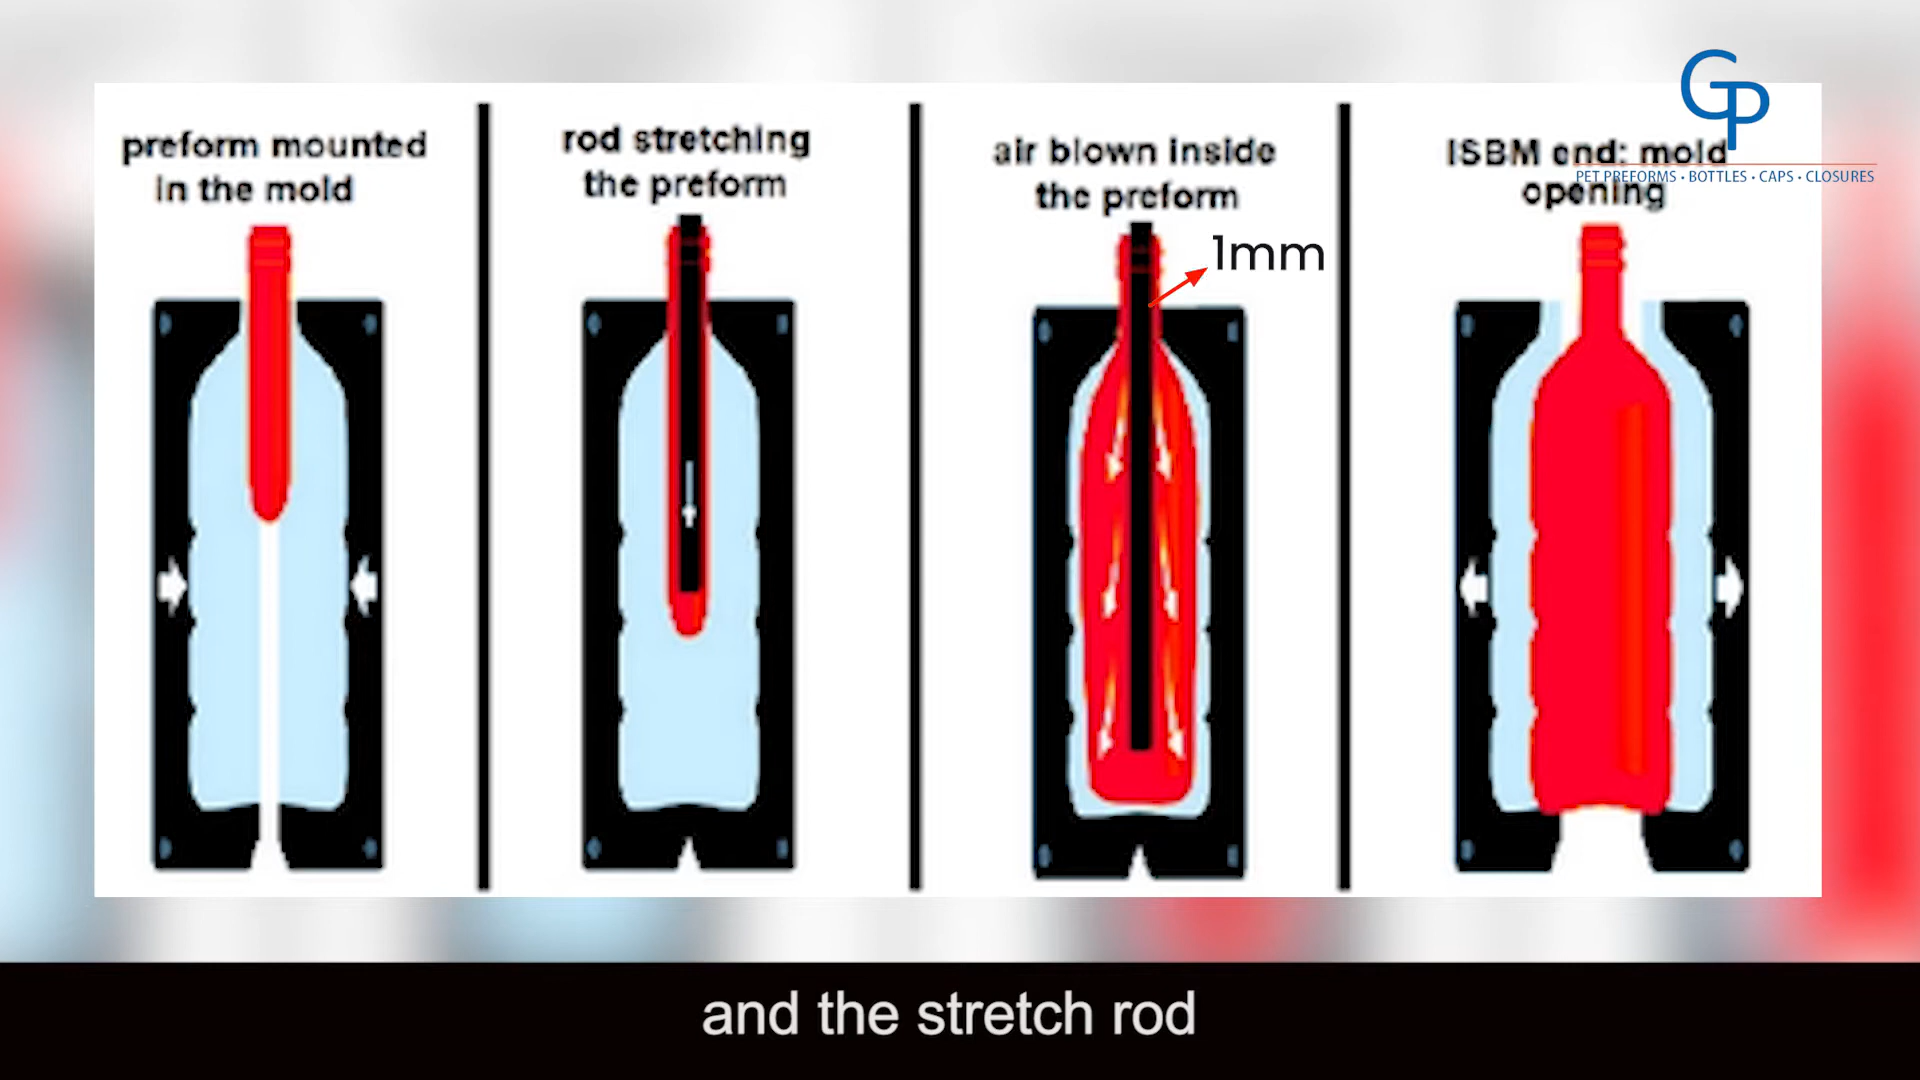 GP
PET PREFORMS • BOTTLES • CAPS • CLOSURES
preform mounted
in the mold
rod stretching
the preform
air blown inside
the preform
1mm
ISBM end: mold
opening
and the stretch rod